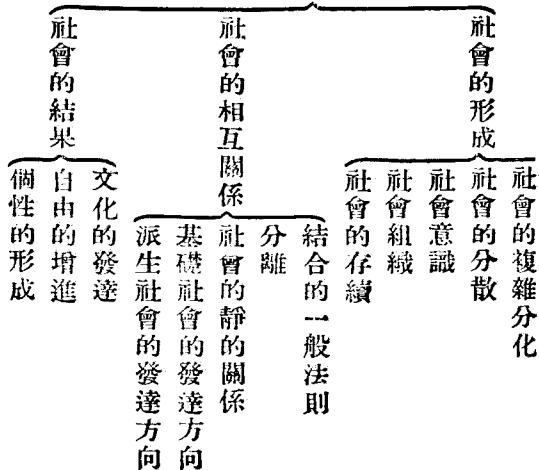 社會的形成
社會的複雜分化
社會的分散
社會意識
社會組織
社會的存續
社會的相互關係
結合的一般法則
分離
社會的靜的關係
基礎社會的發達方向
派生社會的發達方向
社會的結果
文化的發達
自由的增進
個性的形成